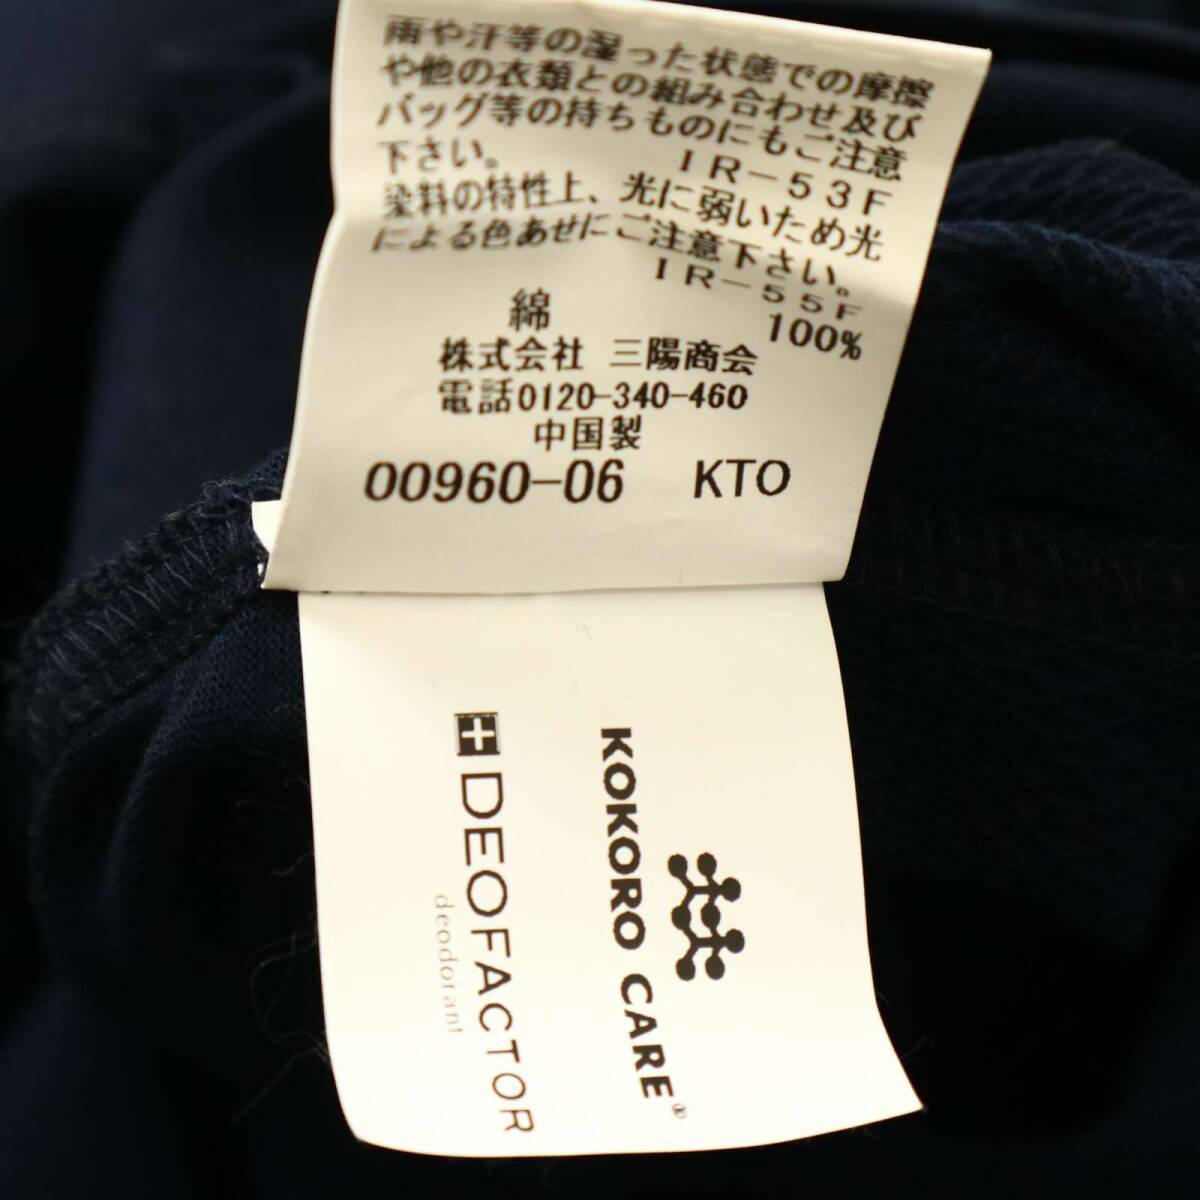 雨や汗等の湿った状態での摩擦
や他の衣類との組み合わせ及び
バッグ等の持ちものにもご注意
下さい。
IR-53F
染料の特性上、光に弱いため光
による色あせにご注意下さい。
IR-55F
綿 100%
株式会社 三陽商会
電話0120-340-460
中国製
00960-06 KTO
KOKORO CARE®
DEOFACTOR
deodorant